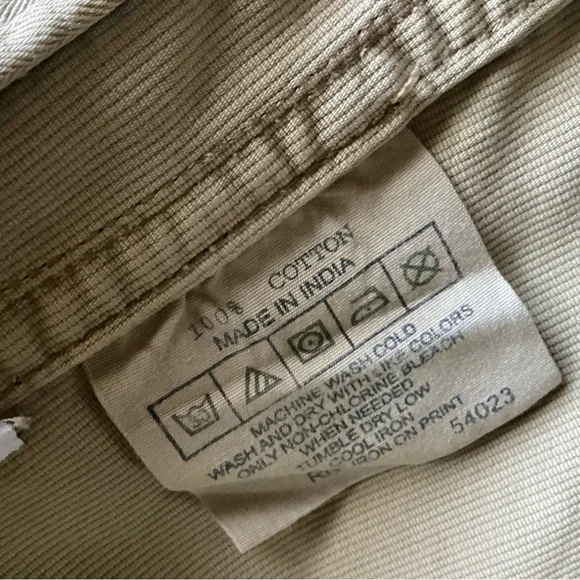 100% COTTON
MADE IN INDIA
30
MACHINE WASH COLD
WASH AND DRY WITH LIKE COLORS
ONLY NON-CHLORINE BLEACH
WHEN NEEDED
TUMBLE DRY LOW
COOL IRON
IRON ON PRINT
54023